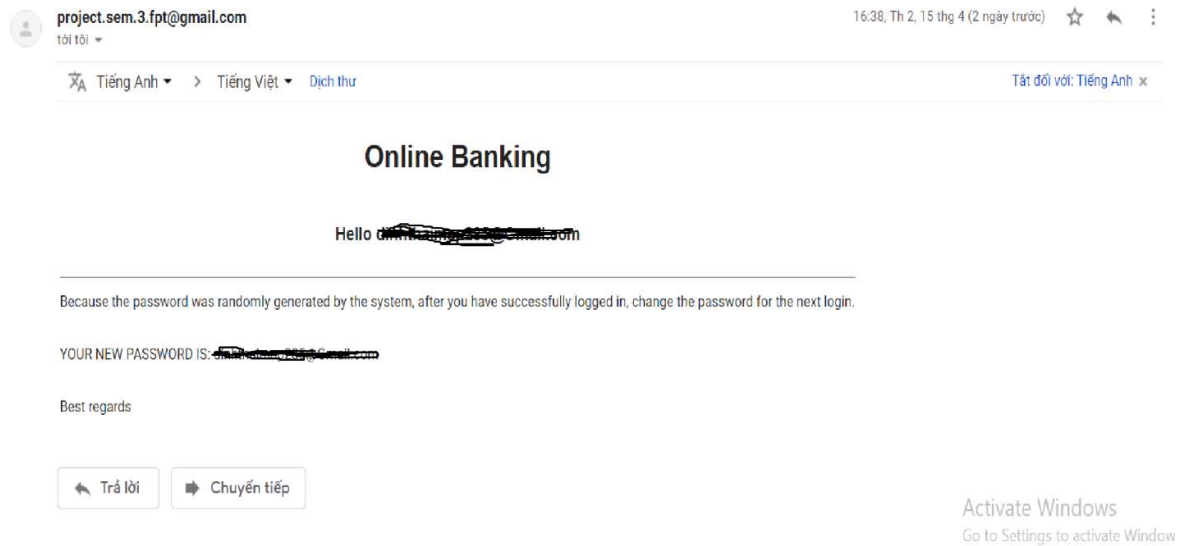 project.sem.3.fpt@gmail.com
16:38, Th 2, 15 thg 4 (2 ngày trước)
tới tôi
Tiếng Anh > Tiếng Việt Dịch thư
Tắt đối với: Tiếng Anh ×
Online Banking
Hello
Because the password was randomly generated by the system, after you have successfully logged in, change the password for the next login.
YOUR NEW PASSWORD IS:
Best regards
Trả lời
Chuyển tiếp
Activate Windows
Go to Settings to activate Window